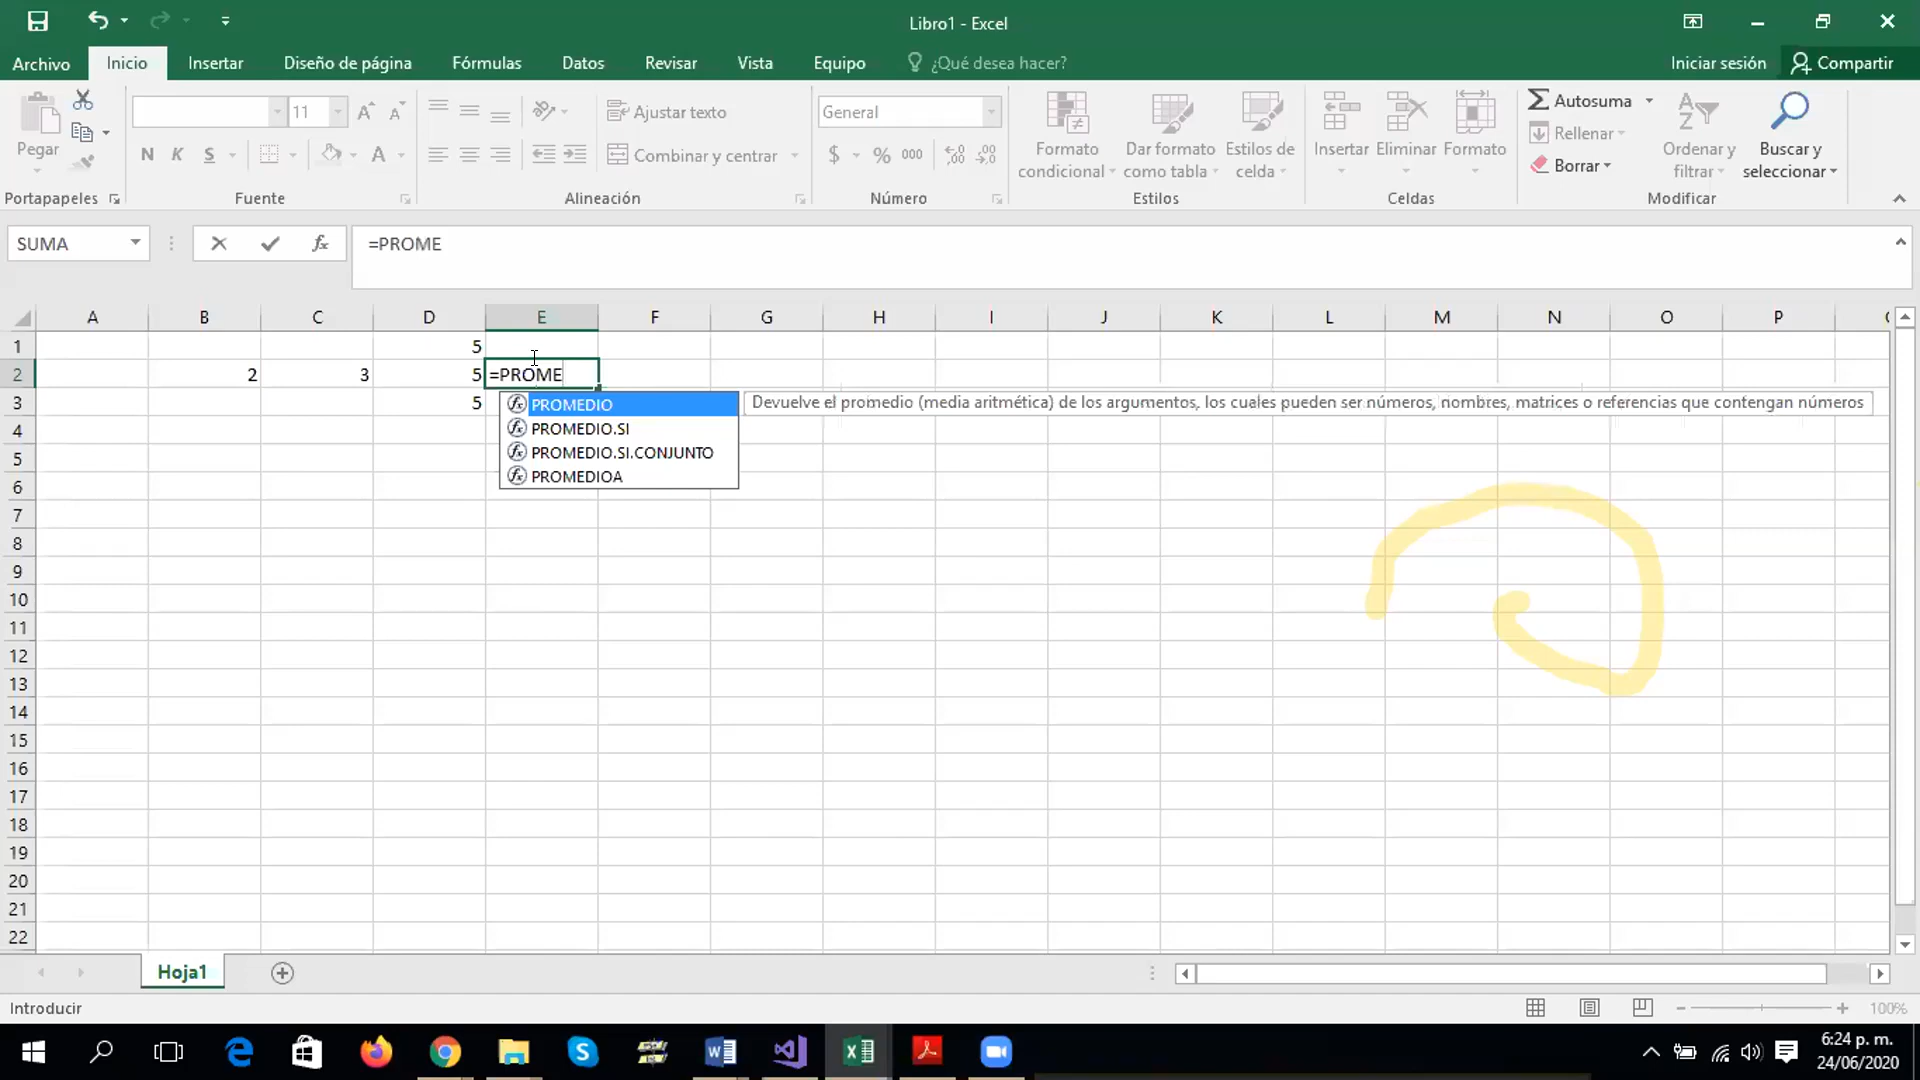 Libro1 - Excel
Archivo Inicio Insertar Diseño de página Fórmulas Datos Revisar Vista Equipo ¿Qué desea hacer? Iniciar sesión Compartir
Pegar
11
N K S
A
Ajustar texto
Combinar y centrar
General
$ % 000
Formato condicional
Dar formato como tabla
Estilos de celda
Insertar
Eliminar
Formato
Autosuma
Rellenar
Borrar
Ordenar y filtrar
Buscar y seleccionar
Portapapeles Fuente Alineación Número Estilos Celdas Modificar
SUMA fx =PROME
A B C D E F G H I J K L M N O P
1 5
2 2 3 5 =PROME
3 5
PROMEDIO Devuelve el promedio (media aritmética) de los argumentos, los cuales pueden ser números, nombres, matrices o referencias que contengan números
PROMEDIO.SI
PROMEDIO.SI.CONJUNTO
PROMEDIOA
4
5
6
7
8
9
10
11
12
13
14
15
16
17
18
19
20
21
22
Hoja1
Introducir 100%
6:24 p. m.
24/06/2020